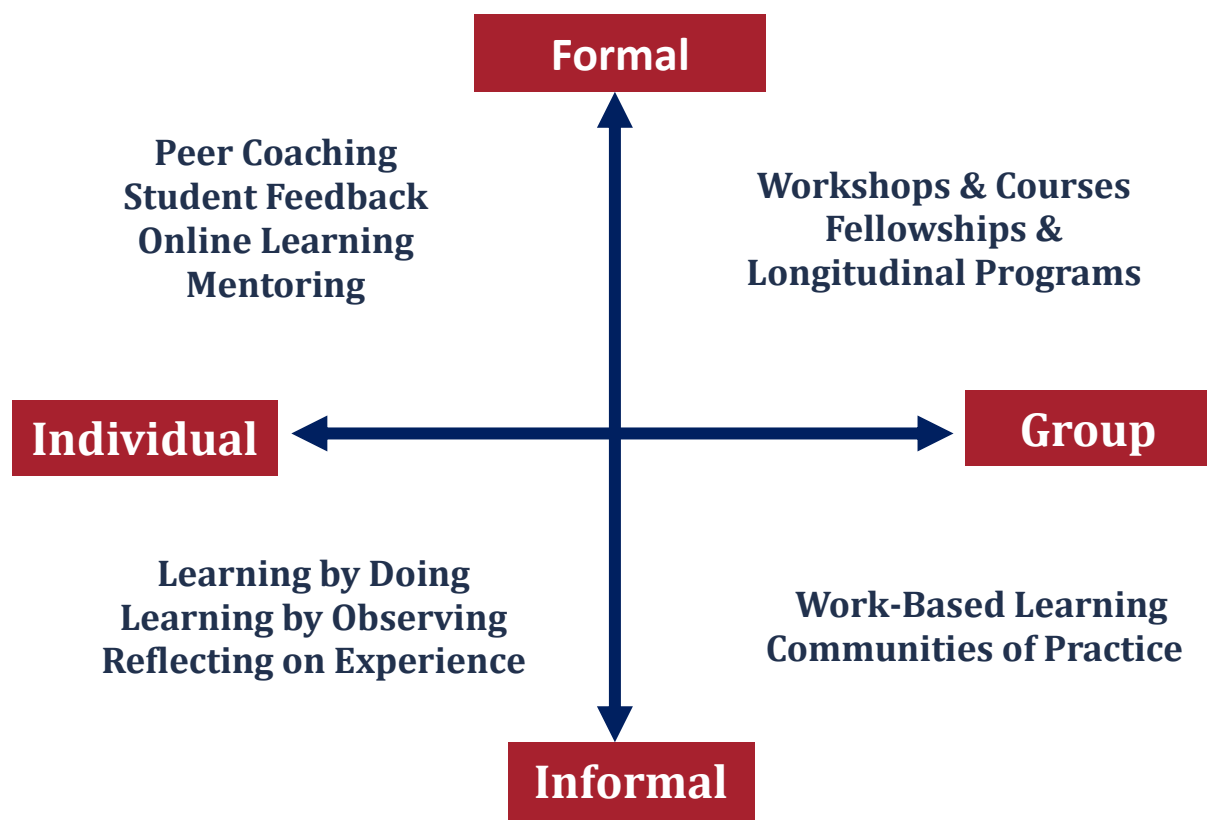 Formal
Peer Coaching
Student Feedback
Online Learning
Mentoring
Workshops & Courses
Fellowships &
Longitudinal Programs
Individual
Group
Learning by Doing
Learning by Observing
Reflecting on Experience
Work-Based Learning
Communities of Practice
Informal